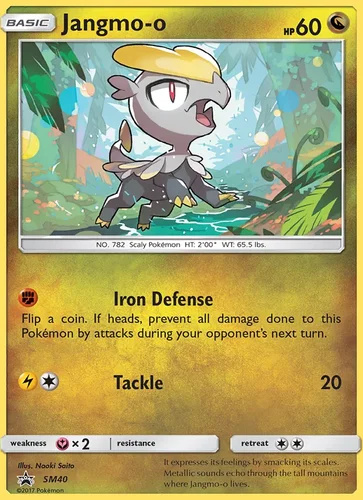 BASIC Jangmo-o HP 60
NO. 782 Scaly Pokémon HT: 2'00" WT: 65.5 lbs.
Iron Defense
Flip a coin. If heads, prevent all damage done to this
Pokémon by attacks during your opponent's next turn.
Tackle 20
weakness ×2 resistance retreat
Illus. Naoki Saito
SM40
©2017 Pokémon
It expresses its feelings by smacking its scales.
Metallic sounds echo through the tall mountains
where Jangmo-o lives.